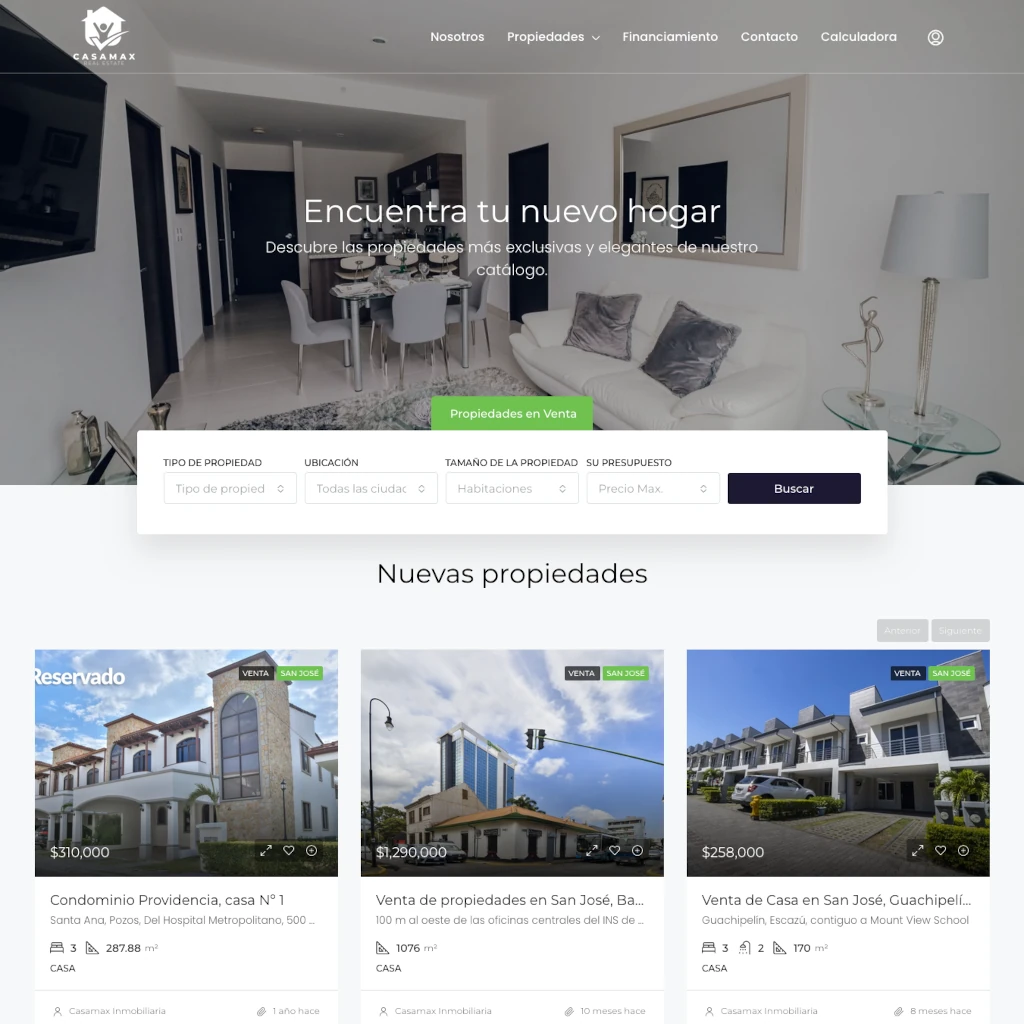 CASAMAX
REAL ESTATE
Nosotros Propiedades Financiamiento Contacto Calculadora
Encuentra tu nuevo hogar
Descubre las propiedades más exclusivas y elegantes de nuestro
catálogo.
Propiedades en Venta
TIPO DE PROPIEDAD UBICACIÓN TAMAÑO DE LA PROPIEDAD SU PRESUPUESTO
Tipo de propied Todas las ciudac Habitaciones Precio Max. Buscar
Nuevas propiedades
Anterior Siguiente
Reservado VENTA SAN JOSÉ
$310,000
Condominio Providencia, casa Nº 1
Santa Ana, Pozos, Del Hospital Metropolitano, 500 ...
3 287.88 m²
CASA
Casamax Inmobiliaria 1 año hace
VENTA SAN JOSÉ
$1,290,000
Venta de propiedades en San José, Ba...
100 m al oeste de las oficinas centrales del INS de ...
1076 m²
CASA
Casamax Inmobiliaria 10 meses hace
VENTA SAN JOSÉ
$258,000
Venta de Casa en San José, Guachipelí...
Guachipelín, Escazú, contiguo a Mount View School
3 2 170 m²
CASA
Casamax Inmobiliaria 8 meses hace